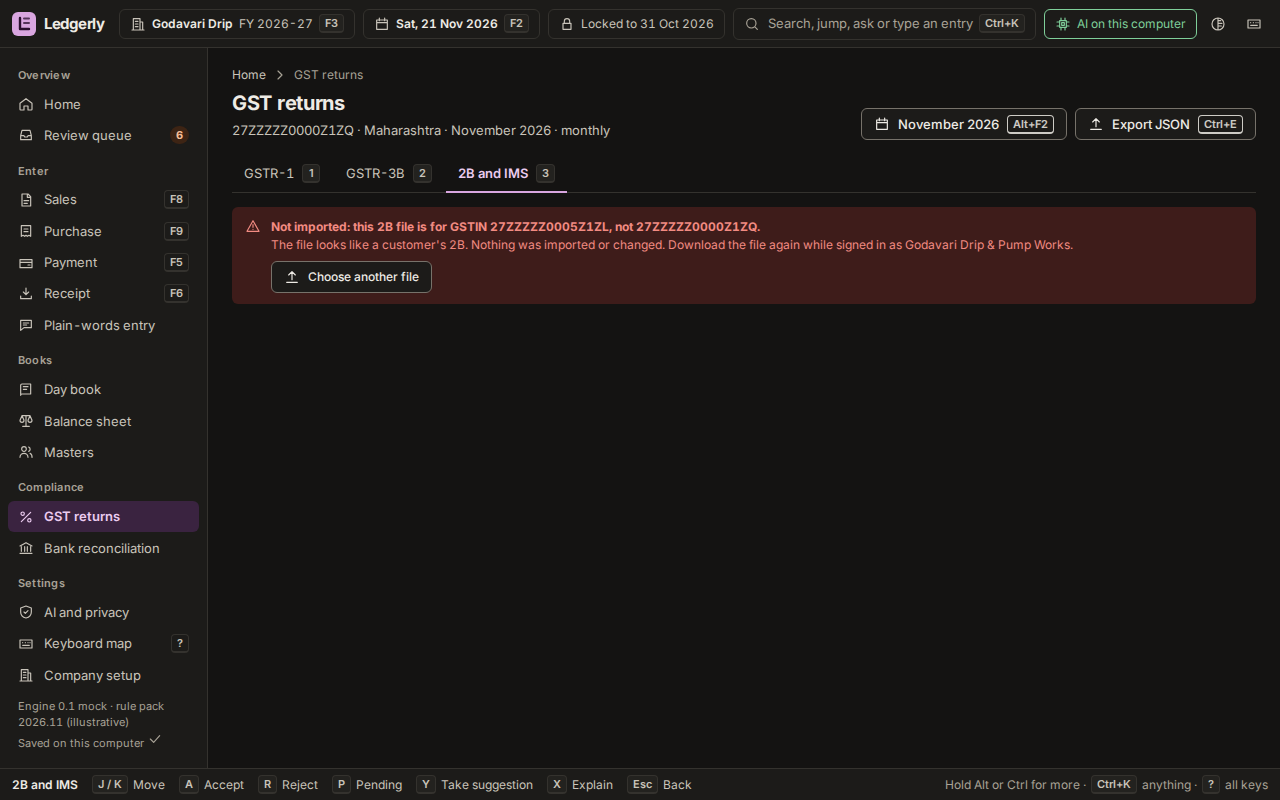 Ledgerly
Godavari Drip FY 2026-27 F3
Sat, 21 Nov 2026 F2
Locked to 31 Oct 2026
Search, jump, ask or type an entry Ctrl+K
AI on this computer
Overview
Home
Review queue 6
Enter
Sales F8
Purchase F9
Payment F5
Receipt F6
Plain-words entry
Books
Day book
Balance sheet
Masters
Compliance
GST returns
Bank reconciliation
Settings
AI and privacy
Keyboard map ?
Company setup
Engine 0.1 mock · rule pack
2026.11 (illustrative)
Saved on this computer
Home GST returns
GST returns
27ZZZZZ0000Z1ZQ · Maharashtra · November 2026 · monthly
November 2026 Alt+F2
Export JSON Ctrl+E
GSTR-1 1 GSTR-3B 2 2B and IMS 3
Not imported: this 2B file is for GSTIN 27ZZZZZ0005Z1ZL, not 27ZZZZZ0000Z1ZQ.
The file looks like a customer's 2B. Nothing was imported or changed. Download the file again while signed in as Godavari Drip & Pump Works.
Choose another file
2B and IMS J / K Move A Accept R Reject P Pending Y Take suggestion X Explain Esc Back
Hold Alt or Ctrl for more · Ctrl+K anything · ? all keys